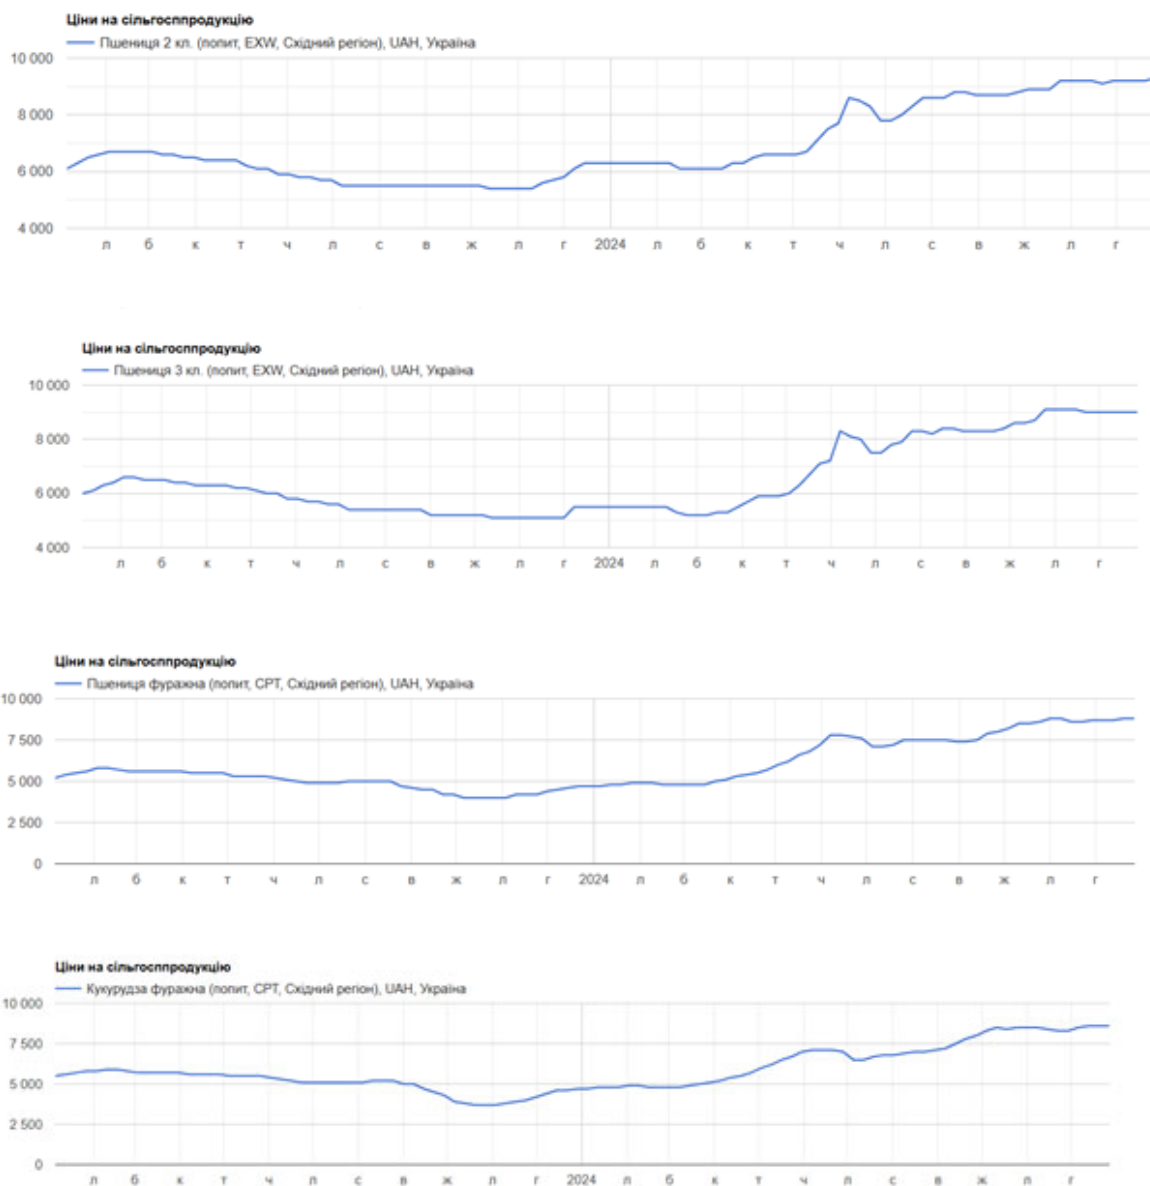 Ціни на сільгосппродукцію
Пшениця 2 кл. (попит, EXW, Східний регіон), UAH, Україна
10 000
8 000
6 000
4 000
л б к т ч л с в ж л г 2024 л б к т ч л с в ж л г
Ціни на сільгосппродукцію
Пшениця 3 кл. (попит, EXW, Східний регіон), UAH, Україна
10 000
8 000
6 000
4 000
л б к т ч л с в ж л г 2024 л б к т ч л с в ж л г
Ціни на сільгосппродукцію
Пшениця фуражна (попит, CPT, Східний регіон), UAH, Україна
10 000
7 500
5 000
2 500
0
л б к т ч л с в ж л г 2024 л б к т ч л с в ж л г
Ціни на сільгосппродукцію
Кукурудза фуражна (попит, CPT, Східний регіон), UAH, Україна
10 000
7 500
5 000
2 500
0
л б к т ч л с в ж л г 2024 л б к т ч л с в ж л г